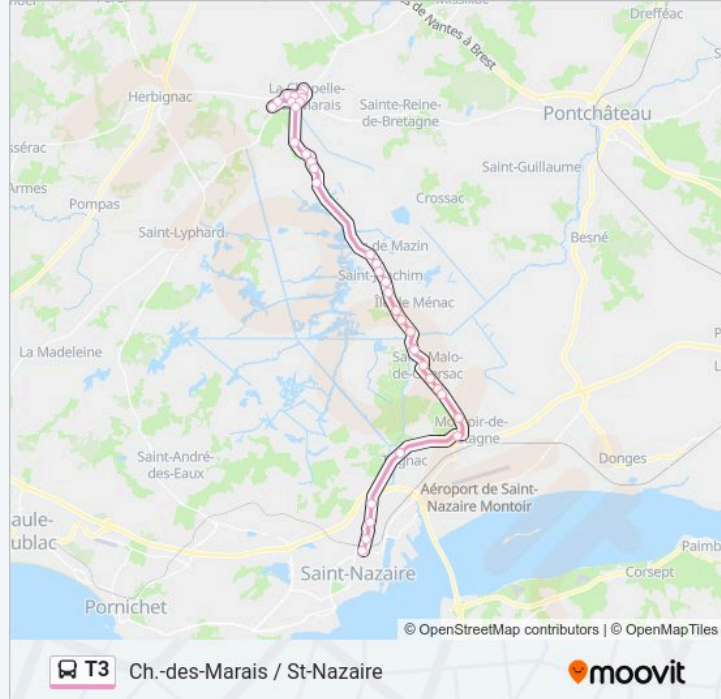 Drefféac
de Nantes à Brest
Herbignac
La Ch pelle-
arais
Sainte-Reine-
de-Bretagne
Pontchâteau
ssérac
Armes
Saint-Guillaume
Pompas
Crossac
Saint-Lyphard
Besné
de Mazin
Saint-Joachim
Île de Ménac
La Madeleine
Saint-Malo-
de-Guersac
Montoir-de-
Bretagne
Saint-André-
des-Eaux
Trignac
Donges
Aéroport de Saint-
Nazaire Montoir
aule-
ublac
Paimb
Saint-Nazaire
Corsept
Pornichet
© OpenStreetMap contributors | © OpenMapTiles
T3 Ch.-des-Marais / St-Nazaire
moovit